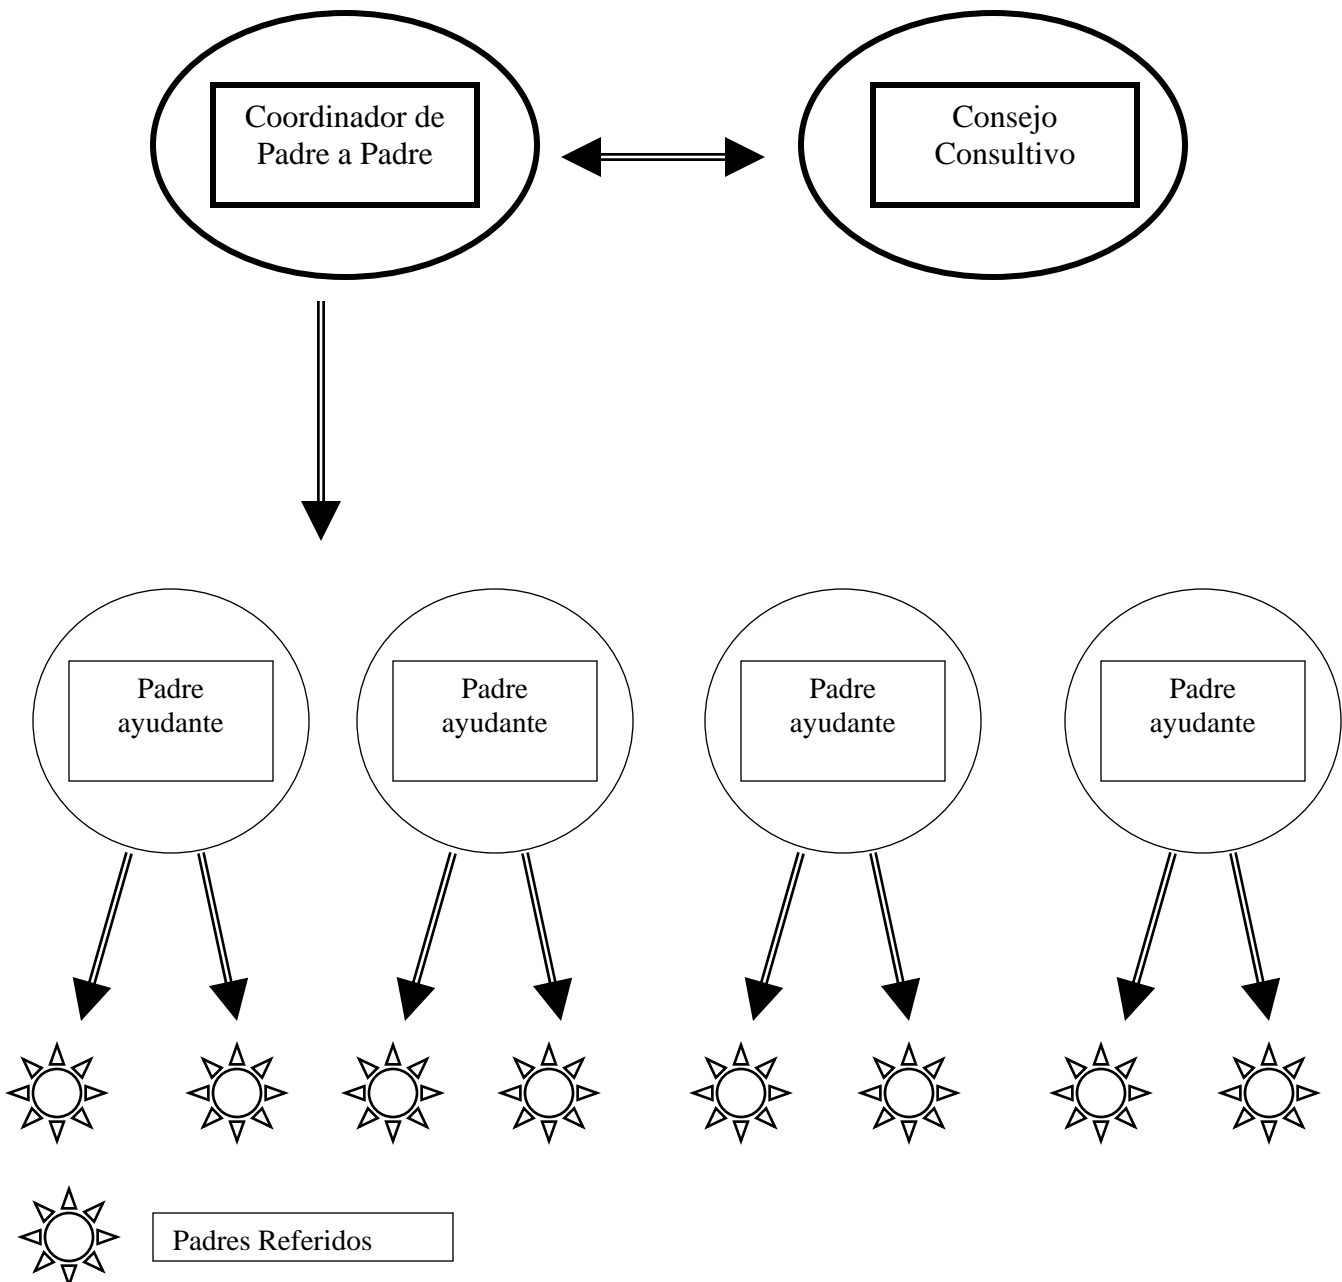 Coordinador de
Padre a Padre
Consejo
Consultivo
Padre
ayudante
Padre
ayudante
Padre
ayudante
Padre
ayudante
Padres Referidos